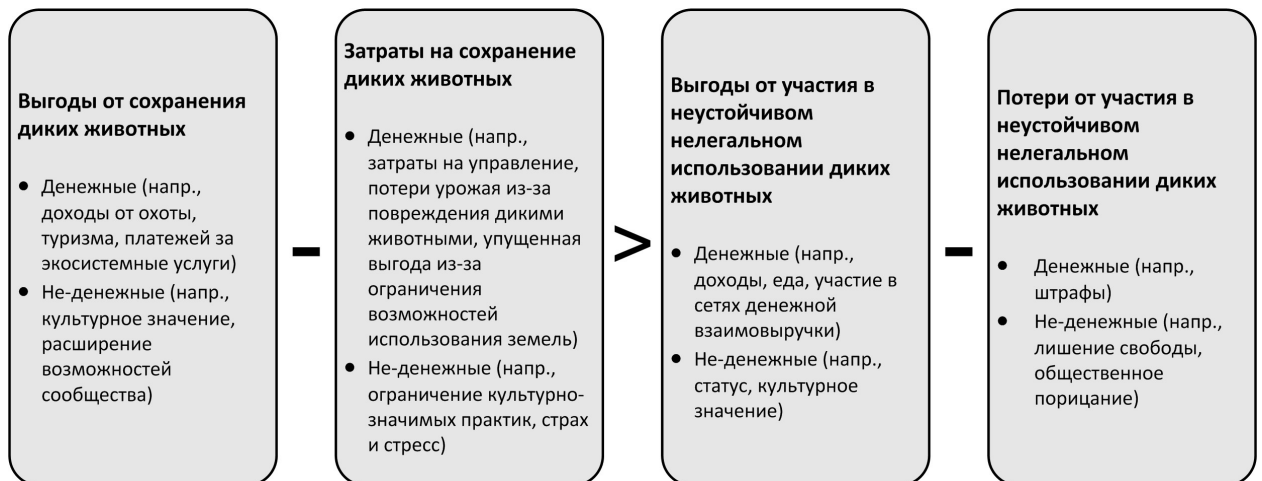 Выгоды от сохранения
диких животных
● Денежные (напр.,
доходы от охоты,
туризма, платежей за
экосистемные услуги)
● Не-денежные (напр.,
культурное значение,
расширение
возможностей
сообщества)
-
Затраты на сохранение
диких животных
● Денежные (напр.,
затраты на управление,
потери урожая из-за
повреждения дикими
животными, упущенная
выгода из-за
ограничения
возможностей
использования земель)
● Не-денежные (напр.,
ограничение культурно-
значимых практик, страх
и стресс)
>
Выгоды от участия в
неустойчивом
нелегальном
использовании диких
животных
● Денежные (напр.,
доходы, еда, участие в
сетях денежной
взаимовыручки)
● Не-денежные (напр.,
статус, культурное
значение)
-
Потери от участия в
неустойчивом
нелегальном
использовании диких
животных
● Денежные (напр.,
штрафы)
● Не-денежные (напр.,
лишение свободы,
общественное
порицание)